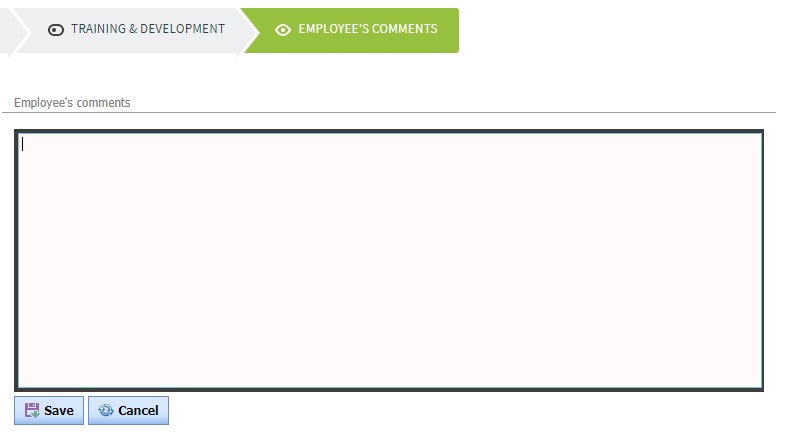 TRAINING & DEVELOPMENT
EMPLOYEE'S COMMENTS
Employee's comments
Save
Cancel